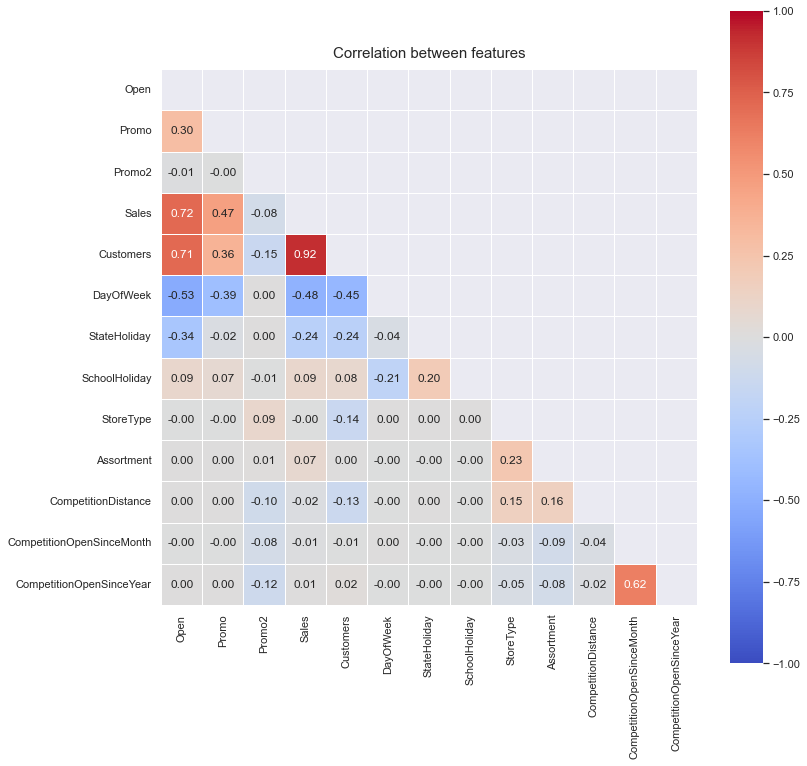 Correlation between features
Open
Promo 0.30
Promo2 -0.01 -0.00
Sales 0.72 0.47 -0.08
Customers 0.71 0.36 -0.15 0.92
DayOfWeek -0.53 -0.39 0.00 -0.48 -0.45
StateHoliday -0.34 -0.02 0.00 -0.24 -0.24 -0.04
SchoolHoliday 0.09 0.07 -0.01 0.09 0.08 -0.21 0.20
StoreType -0.00 -0.00 0.09 -0.00 -0.14 0.00 0.00 0.00
Assortment 0.00 0.00 0.01 0.07 0.00 -0.00 -0.00 -0.00 0.23
CompetitionDistance 0.00 0.00 -0.10 -0.02 -0.13 -0.00 0.00 -0.00 0.15 0.16
CompetitionOpenSinceMonth -0.00 -0.00 -0.08 -0.01 -0.01 0.00 -0.00 -0.00 -0.03 -0.09 -0.04
CompetitionOpenSinceYear 0.00 0.00 -0.12 0.01 0.02 -0.00 -0.00 -0.00 -0.05 -0.08 -0.02 0.62
Open
Promo
Promo2
Sales
Customers
DayOfWeek
StateHoliday
SchoolHoliday
StoreType
Assortment
CompetitionDistance
CompetitionOpenSinceMonth
CompetitionOpenSinceYear
1.00
0.75
0.50
0.25
0.00
−0.25
−0.50
−0.75
−1.00